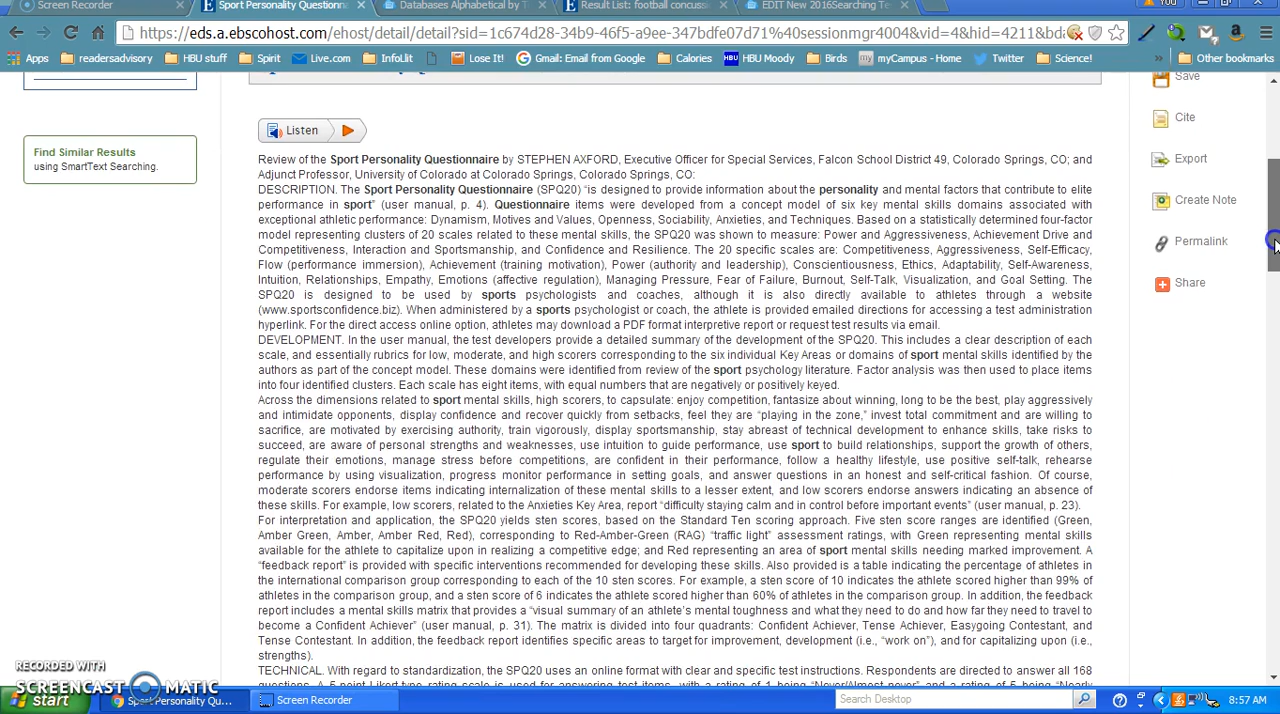 Screen Recorder
Sport Personality Questionn
Databases Alphabetical by T
Result List: football concuss
EDIT New 2016Searching Te
You
https://eds.a.ebscohost.com/ehost/detail/detail?sid=1c674d28-54b9-46f5-a9ee-347bdfe07d71%40sessionmgr4004&vid=4&hid=4211&bd
Apps
readersadvisory
HBU stuff
Spirit
Live.com
InfoLit
Lose It!
Gmail: Email from Google
Calories
HBU Moody
Birds
myCampus - Home
Twitter
Science!
»
Other bookmarks
Find Similar Results
using SmartText Searching.
Listen
Review of the Sport Personality Questionnaire by STEPHEN AXFORD, Executive Officer for Special Services, Falcon School District 49, Colorado Springs, CO; and
Adjunct Professor, University of Colorado at Colorado Springs, Colorado Springs, CO:
DESCRIPTION. The Sport Personality Questionnaire (SPQ20) “is designed to provide information about the personality and mental factors that contribute to elite
performance in sport” (user manual, p. 4). Questionnaire items were developed from a concept model of six key mental skills domains associated with
exceptional athletic performance: Dynamism, Motives and Values, Openness, Sociability, Anxieties, and Techniques. Based on a statistically determined four-factor
model representing clusters of 20 scales related to these mental skills, the SPQ20 was shown to measure: Power and Aggressiveness, Achievement Drive and
Competitiveness, Interaction and Sportsmanship, and Confidence and Resilience. The 20 specific scales are: Competitiveness, Aggressiveness, Self-Efficacy,
Flow (performance immersion), Achievement (training motivation), Power (authority and leadership), Conscientiousness, Ethics, Adaptability, Self-Awareness,
Intuition, Relationships, Empathy, Emotions (affective regulation), Managing Pressure, Fear of Failure, Burnout, Self-Talk, Visualization, and Goal Setting. The
SPQ20 is designed to be used by sports psychologists and coaches, although it is also directly available to athletes through a website
(www.sportsconfidence.biz). When administered by a sports psychologist or coach, the athlete is provided emailed directions for accessing a test administration
hyperlink. For the direct access online option, athletes may download a PDF format interpretive report or request test results via email.
DEVELOPMENT. In the user manual, the test developers provide a detailed summary of the development of the SPQ20. This includes a clear description of each
scale, and essentially rubrics for low, moderate, and high scorers corresponding to the six individual Key Areas or domains of sport mental skills identified by the
authors as part of the concept model. These domains were identified from review of the sport psychology literature. Factor analysis was then used to place items
into four identified clusters. Each scale has eight items, with equal numbers that are negatively or positively keyed.
Across the dimensions related to sport mental skills, high scorers, to capsulate: enjoy competition, fantasize about winning, long to be the best, play aggressively
and intimidate opponents, display confidence and recover quickly from setbacks, feel they are “playing in the zone,” invest total commitment and are willing to
sacrifice, are motivated by exercising authority, train vigorously, display sportsmanship, stay abreast of technical development to enhance skills, take risks to
succeed, are aware of personal strengths and weaknesses, use intuition to guide performance, use sport to build relationships, support the growth of others,
regulate their emotions, manage stress before competitions, are confident in their performance, follow a healthy lifestyle, use positive self-talk, rehearse
performance by using visualization, progress monitor performance in setting goals, and answer questions in an honest and self-critical fashion. Of course,
moderate scorers endorse items indicating internalization of these mental skills to a lesser extent, and low scorers endorse answers indicating an absence of
these skills. For example, low scorers, related to the Anxieties Key Area, report “difficulty staying calm and in control before important events” (user manual, p. 23).
For interpretation and application, the SPQ20 yields sten scores, based on the Standard Ten scoring approach. Five sten score ranges are identified (Green,
Amber Green, Amber, Amber Red, Red), corresponding to Red-Amber-Green (RAG) “traffic light” assessment ratings, with Green representing mental skills
available for the athlete to capitalize upon in realizing a competitive edge; and Red representing an area of sport mental skills needing marked improvement. A
“feedback report” is provided with specific interventions recommended for developing these skills. Also provided is a table indicating the percentage of athletes in
the international comparison group corresponding to each of the 10 sten scores. For example, a sten score of 10 indicates the athlete scored higher than 99% of
athletes in the comparison group, and a sten score of 6 indicates the athlete scored higher than 60% of athletes in the comparison group. In addition, the feedback
report includes a mental skills matrix that provides a “visual summary of an athlete’s mental toughness and what they need to do and how far they need to travel to
become a Confident Achiever” (user manual, p. 31). The matrix is divided into four quadrants: Confident Achiever, Tense Achiever, Easygoing Contestant, and
Tense Contestant. In addition, the feedback report identifies specific areas to target for improvement, development (i.e., “work on”), and for capitalizing upon (i.e.,
strengths).
TECHNICAL. With regard to standardization, the SPQ20 uses an online format with clear and specific test instructions. Respondents are directed to answer all 168
Save
Cite
Export
Create Note
Permalink
Share
RECORDED WITH
SCREENCAST MATIC
start
Sport Personality Qu...
Screen Recorder
Search Desktop
8:57 AM